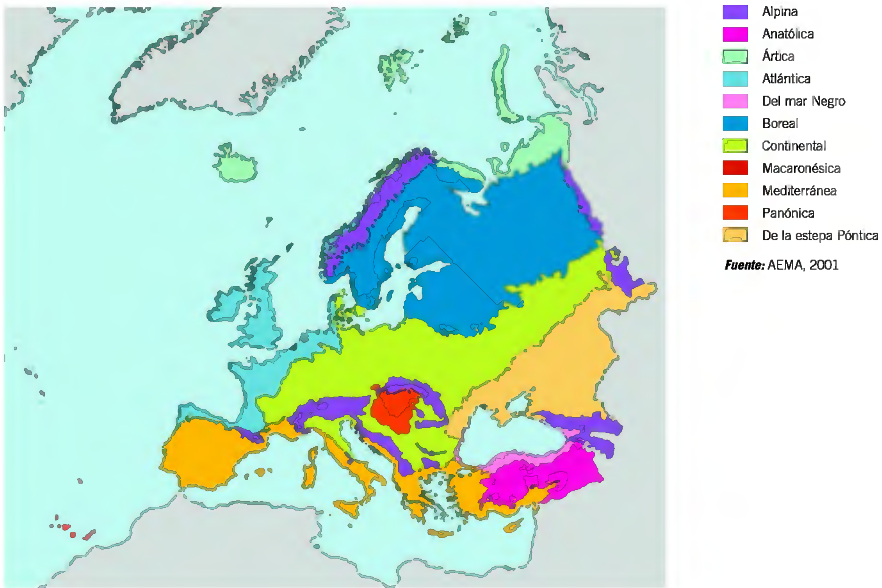 Alpina
Anatólica
Ártica
Atlántica
Del mar Negro
Boreal
Continental
Macaronésica
Mediterránea
Panónica
De la estepa Póntica
Fuente: AEMA, 2001